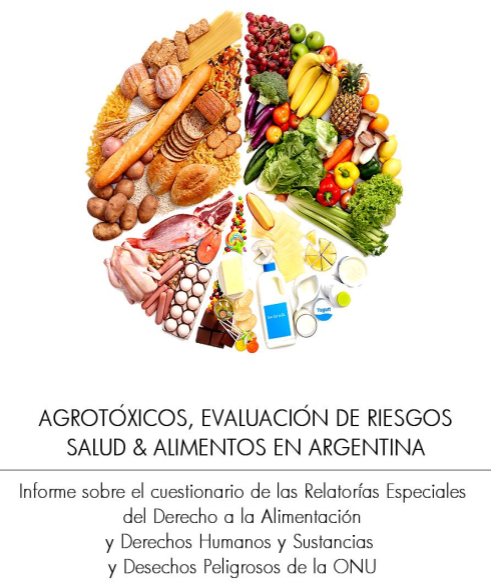 AGROTÓXICOS, EVALUACIÓN DE RIESGOS
SALUD & ALIMENTOS EN ARGENTINA
Informe sobre el cuestionario de las Relatorías Especiales
del Derecho a la Alimentación
y Derechos Humanos y Sustancias
y Desechos Peligrosos de la ONU